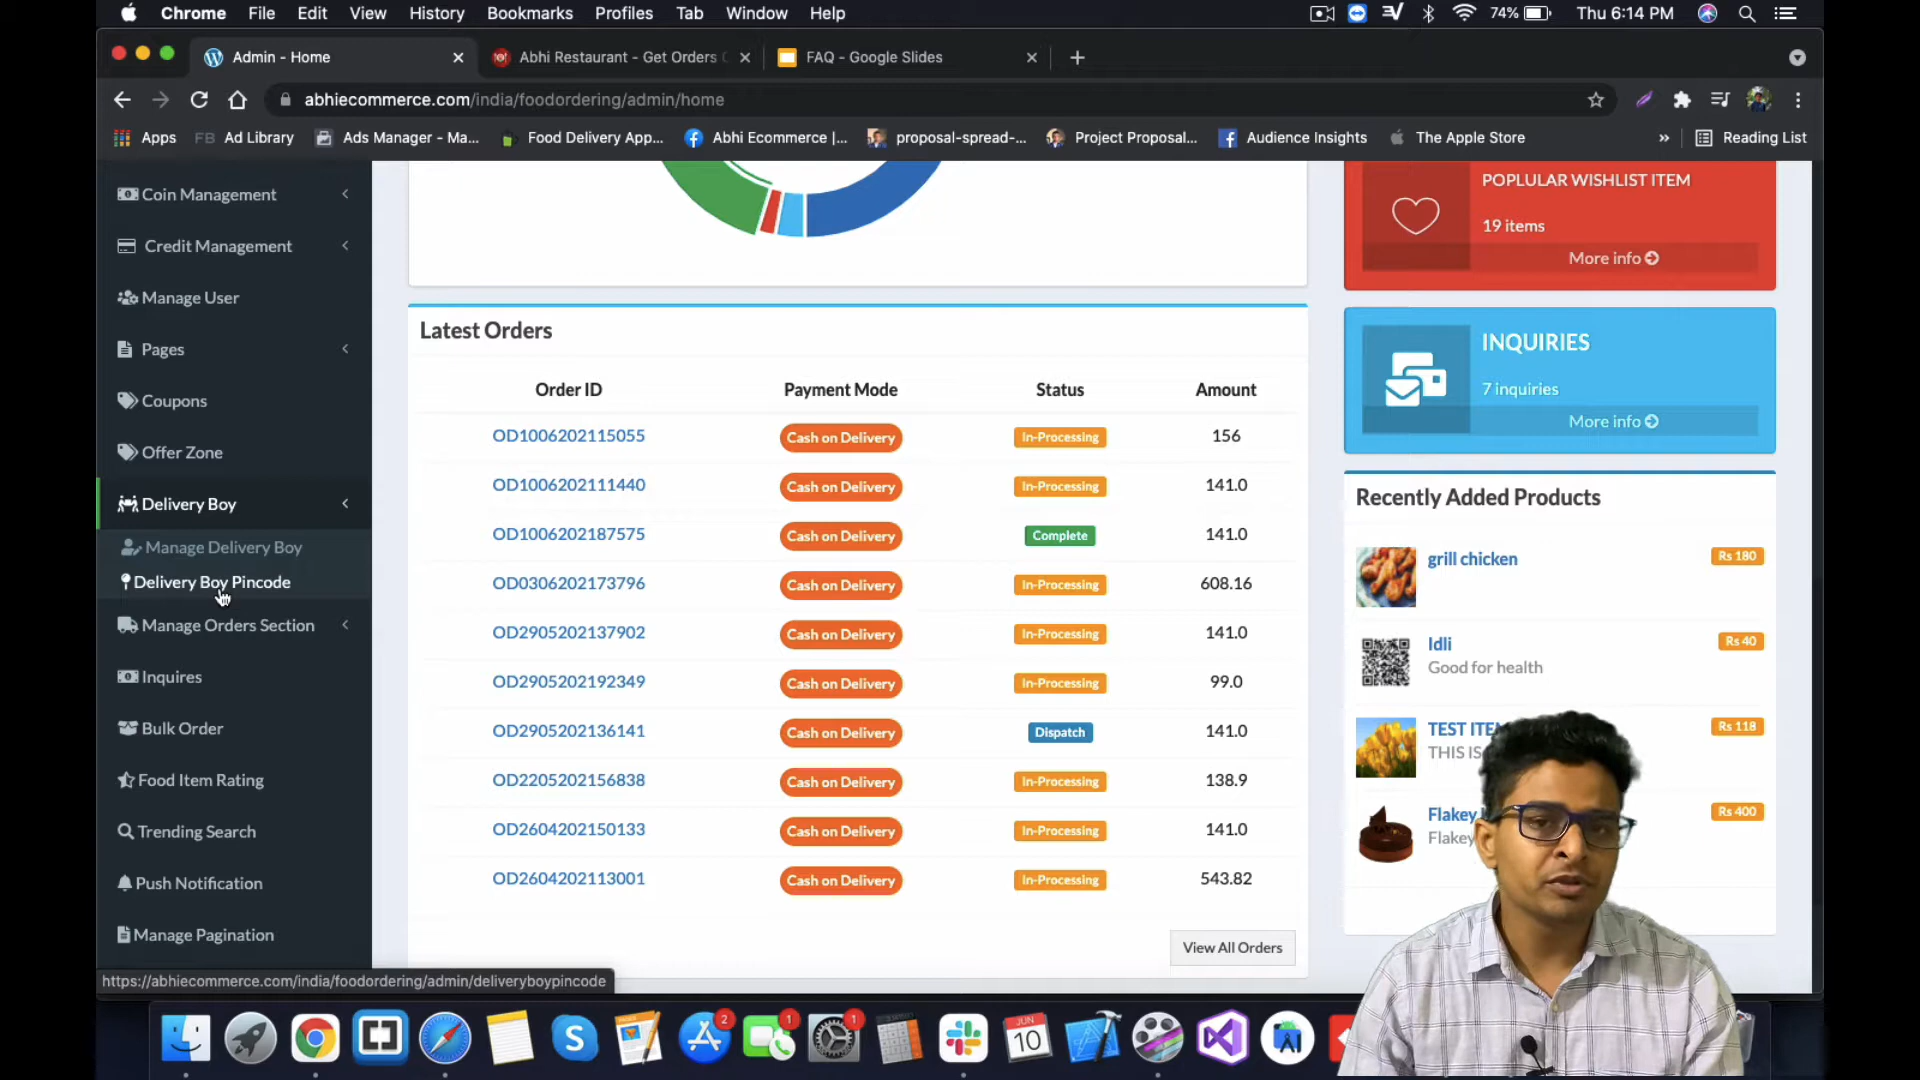 Chrome File Edit View History Bookmarks Profiles Tab Window Help 74% Thu 6:14 PM
Admin - Home Abhi Restaurant - Get Orders FAQ - Google Slides
abhiecommerce.com/india/foodordering/admin/home
Apps FB Ad Library Ads Manager - Ma... Food Delivery App... Abhi Ecommerce |... proposal-spread-... Project Proposal... Audience Insights The Apple Store » Reading List
Coin Management
Credit Management
Manage User
Pages
Coupons
Offer Zone
Delivery Boy
Manage Delivery Boy
Delivery Boy Pincode
Manage Orders Section
Inquires
Bulk Order
Food Item Rating
Trending Search
Push Notification
Manage Pagination
https://abhiecommerce.com/india/foodordering/admin/deliveryboypincode
Latest Orders
Order ID Payment Mode Status Amount
OD1006202115055 Cash on Delivery In-Processing 156
OD1006202111440 Cash on Delivery In-Processing 141.0
OD1006202187575 Cash on Delivery Complete 141.0
OD0306202173796 Cash on Delivery In-Processing 608.16
OD2905202137902 Cash on Delivery In-Processing 141.0
OD2905202192349 Cash on Delivery In-Processing 99.0
OD2905202136141 Cash on Delivery Dispatch 141.0
OD2205202156838 Cash on Delivery In-Processing 138.9
OD2604202150133 Cash on Delivery In-Processing 141.0
OD2604202113001 Cash on Delivery In-Processing 543.82
View All Orders
POPLULAR WISHLIST ITEM
19 items
More info
INQUIRIES
7 inquiries
More info
Recently Added Products
grill chicken Rs 180
Idli Rs 40
Good for health
TEST Rs 118
THIS IS
Flakey Rs 400
Flakey
2 1 1
JUN
10